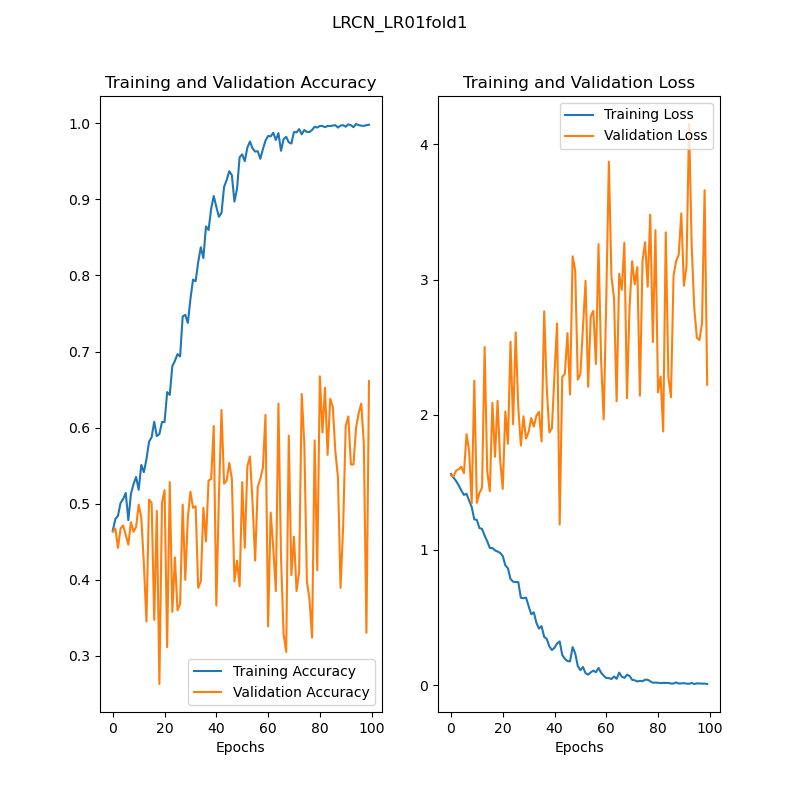 LRCN_LR01fold1
Training and Validation Accuracy
1.0
0.9
0.8
0.7
0.6
0.5
0.4
0.3
Training Accuracy
Validation Accuracy
0 20 40 60 80 100
Epochs
Training and Validation Loss
Training Loss
Validation Loss
4
3
2
1
0
0 20 40 60 80 100
Epochs